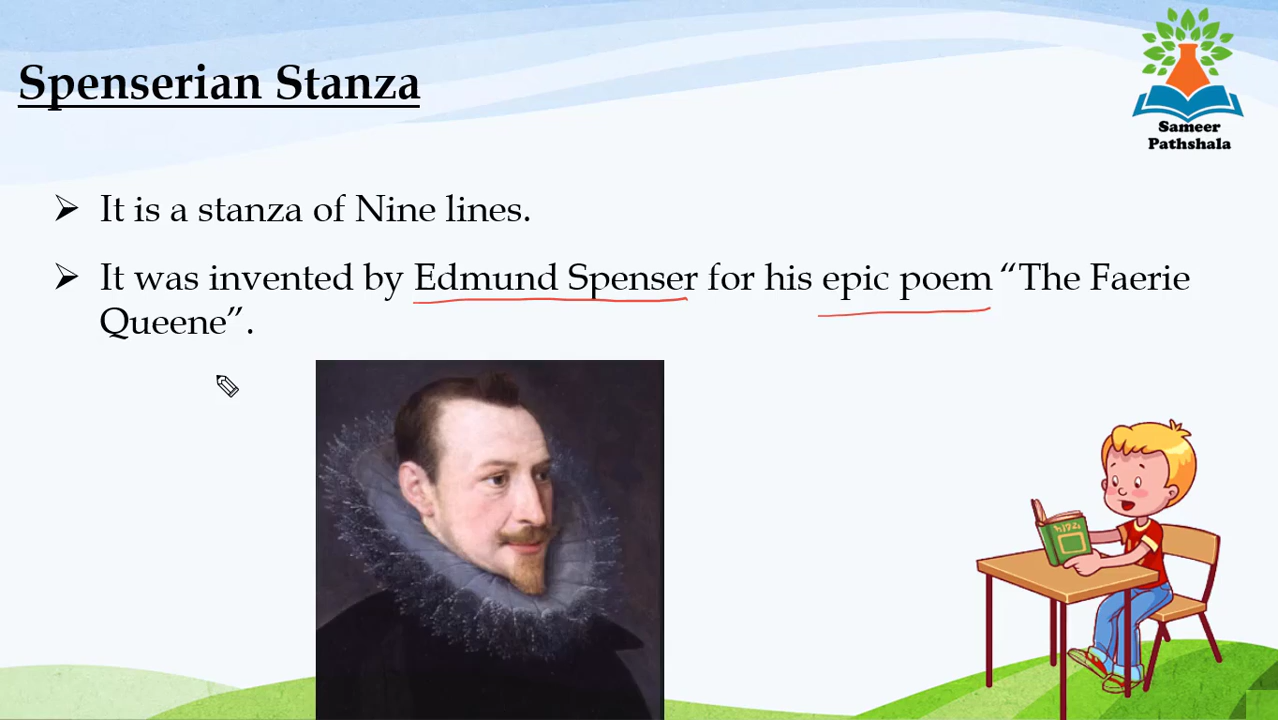 Spenserian Stanza
Sameer
Pathshala
It is a stanza of Nine lines.
It was invented by Edmund Spenser for his epic poem “The Faerie
Queene”.